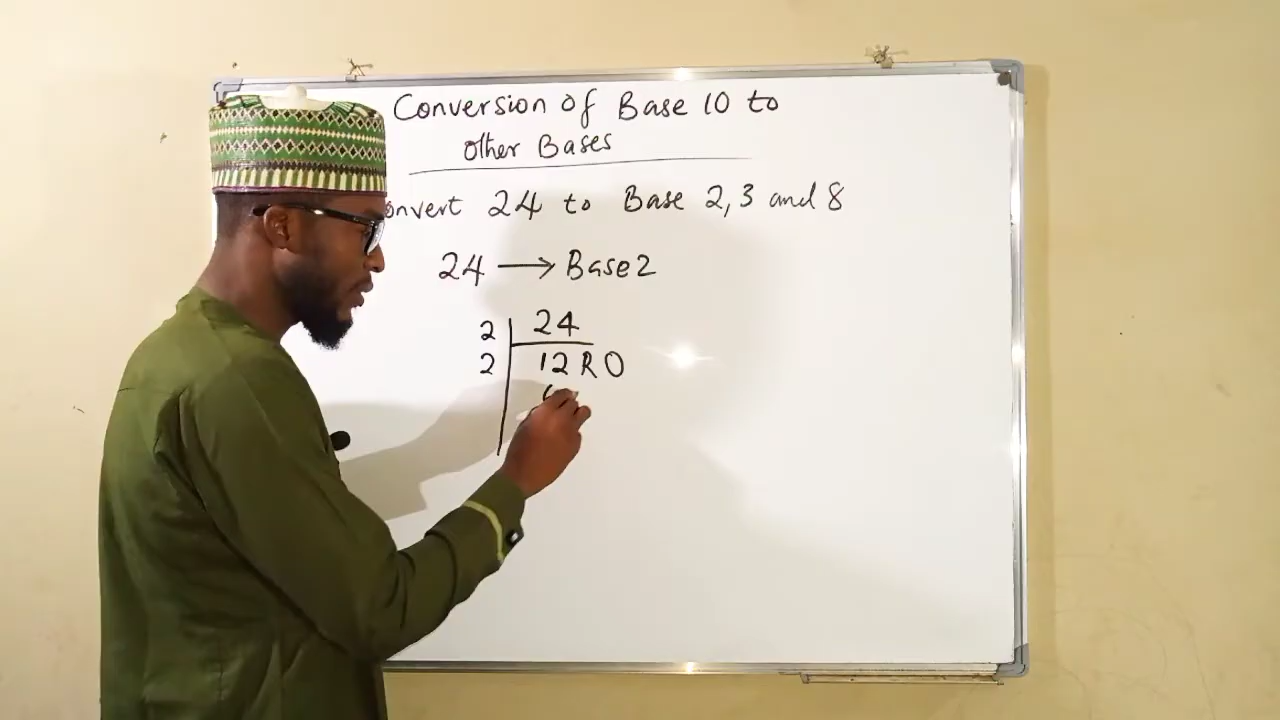 Conversion of Base 10 to
other Bases
onvert 24 to Base 2, 3 and 8
24 → Base 2
2 24
2 12 R 0